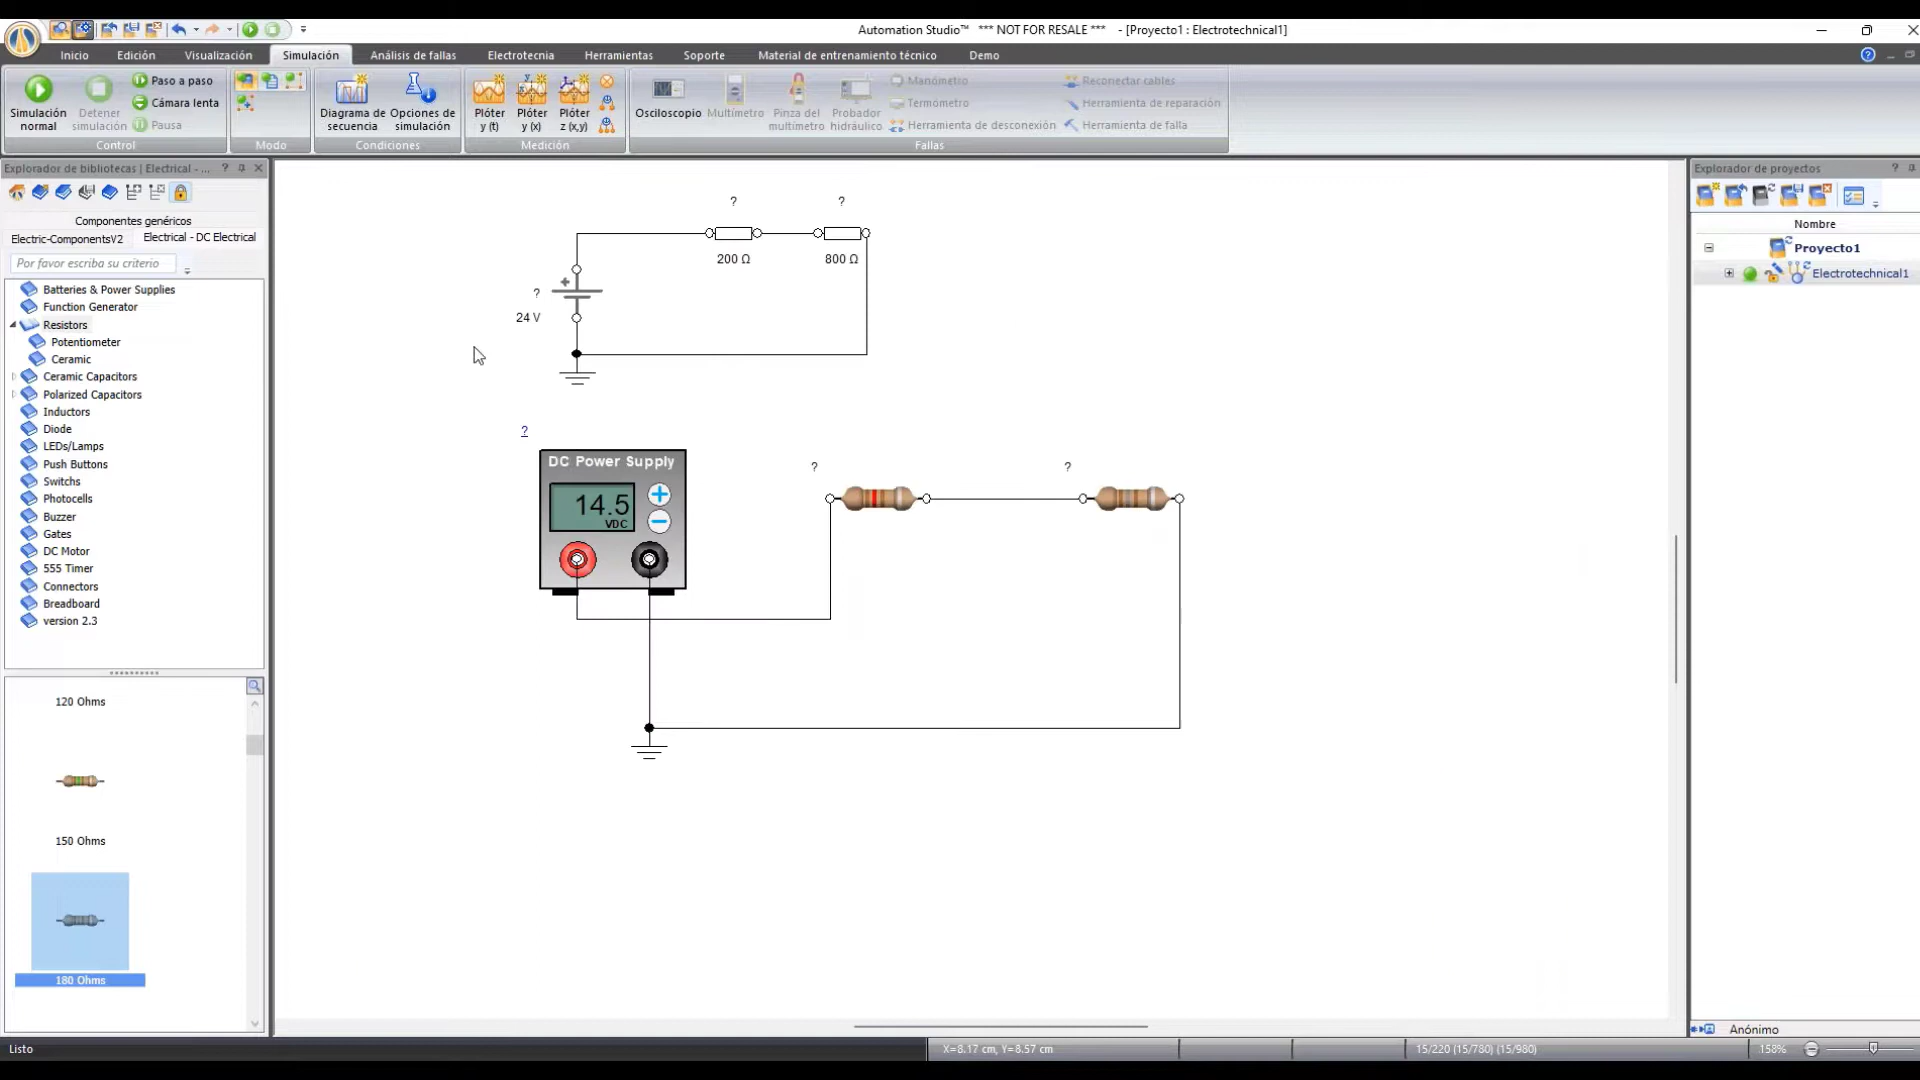 Automation Studio™ *** NOT FOR RESALE *** - [Proyecto1 : Electrotechnical1]
Inicio Edición Visualización Simulación Análisis de fallas Electrotecnia Herramientas Soporte Material de entrenamiento técnico Demo
Simulación normal
Detener simulación
Paso a paso
Cámara lenta
Pausa
Control
Modo
Diagrama de secuencia
Opciones de simulación
Condiciones
Plóter y (t)
Plóter y (x)
Plóter z (x,y)
Medición
Osciloscopio
Multímetro
Pinza del multímetro
Probador hidráulico
Manómetro
Termómetro
Herramienta de desconexión
Reconectar cables
Herramienta de reparación
Herramienta de falla
Fallas
Explorador de bibliotecas | Electrical - ... ?
Componentes genéricos
Electric-ComponentsV2 Electrical - DC Electrical
Por favor escriba su criterio
Batteries & Power Supplies
Function Generator
Resistors
Potentiometer
Ceramic
Ceramic Capacitors
Polarized Capacitors
Inductors
Diode
LEDs/Lamps
Push Buttons
Switchs
Photocells
Buzzer
Gates
DC Motor
555 Timer
Connectors
Breadboard
version 2.3
120 Ohms
150 Ohms
180 Ohms
? ?
200 Ω 800 Ω
+
?
24 V
?
DC Power Supply
14.5
VDC
? ?
Explorador de proyectos ?
Nombre
Proyecto1
Electrotechnical1
Anónimo
Listo
X=8.17 cm, Y=8.57 cm
15/220 (15/780) (15/980)
158%